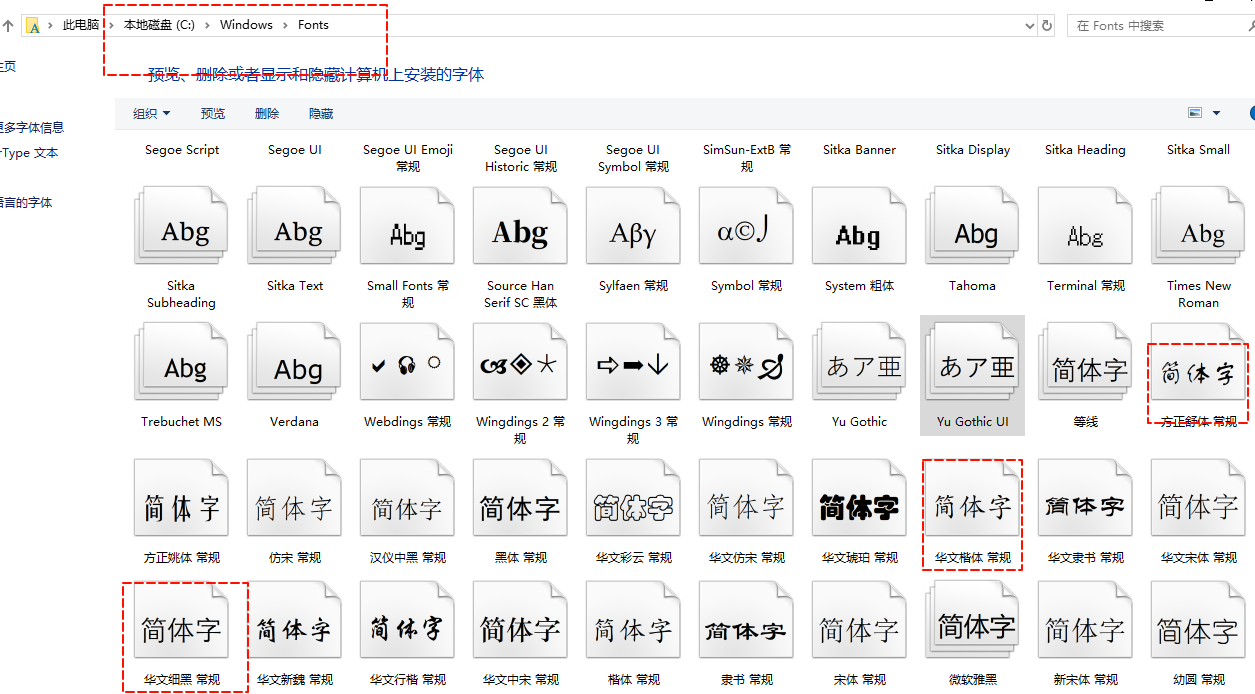 此电脑 › 本地磁盘 (C:) › Windows › Fonts
在 Fonts 中搜索
主页
预览、删除或者显示和隐藏计算机上安装的字体
组织 预览 删除 隐藏
更多字体信息
Type 文本
语言的字体
Segoe Script
Segoe UI
Segoe UI Emoji
常规
Segoe UI
Historic 常规
Segoe UI
Symbol 常规
SimSun-ExtB 常
规
Sitka Banner
Sitka Display
Sitka Heading
Sitka Small
Abg
Sitka
Subheading
Abg
Sitka Text
Abg
Small Fonts 常
规
Abg
Source Han
Serif SC 黑体
Αβγ
Sylfaen 常规
α©
Symbol 常规
Abg
System 粗体
Abg
Tahoma
Abg
Terminal 常规
Abg
Times New
Roman
Abg
Trebuchet MS
Abg
Verdana
Webdings 常规
Wingdings 2 常
规
Wingdings 3 常
规
Wingdings 常规
あア亜
Yu Gothic
あア亜
Yu Gothic UI
简体字
等线
简体字
方正舒体 常规
简体字
方正姚体 常规
简体字
仿宋 常规
简体字
汉仪中黑 常规
简体字
黑体 常规
简体字
华文彩云 常规
简体字
华文仿宋 常规
简体字
华文琥珀 常规
简体字
华文楷体 常规
简体字
华文隶书 常规
简体字
华文宋体 常规
简体字
华文细黑 常规
简体字
华文新魏 常规
简体字
华文行楷 常规
简体字
华文中宋 常规
简体字
楷体 常规
简体字
隶书 常规
简体字
宋体 常规
简体字
微软雅黑
简体字
新宋体 常规
简体字
幼圆 常规